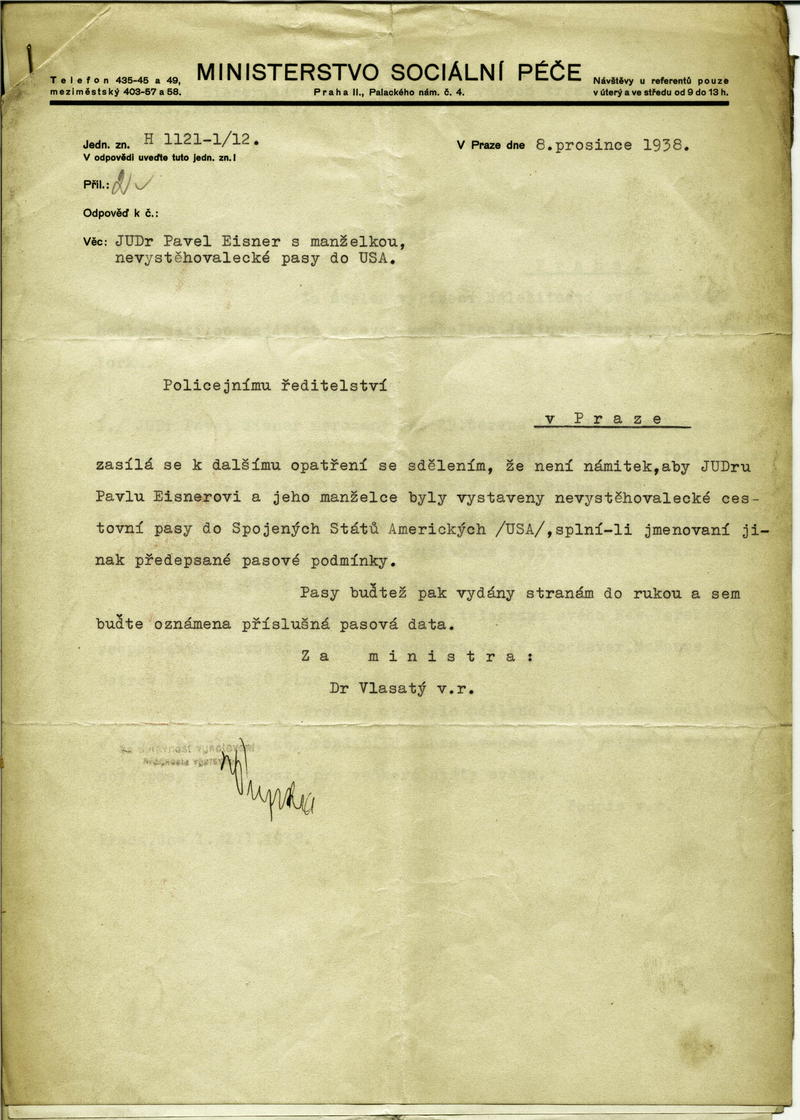 Telefon 435-45 a 49,
meziměstský 403-57 a 58.
MINISTERSTVO SOCIÁLNÍ PÉČE
Praha II., Palackého nám. č. 4.
Návštěvy u referentů pouze
v úterý a ve středu od 9 do 13 h.
Jedn. zn. H 1121-1/12.
V odpovědi uveďte tuto jedn. zn.!
V Praze dne 8.prosince 1938.
Příl.: 2
Odpověď k č.:
Věc: JUDr Pavel Eisner s manželkou,
nevystěhovalecké pasy do USA.
Policejnímu ředitelství
v Praze
zasílá se k dalšímu opatření se sdělením, že není námitek,aby JUDru
Pavlu Eisnerovi a jeho manželce byly vystaveny nevystěhovalecké ces-
tovní pasy do Spojených Států Amerických /USA/,splní-li jmenovaní ji-
nak předepsané pasové podmínky.
Pasy buďtež pak vydány stranám do rukou a sem
buďte oznámena příslušná pasová data.
Za ministra:
Dr Vlasatý v.r.